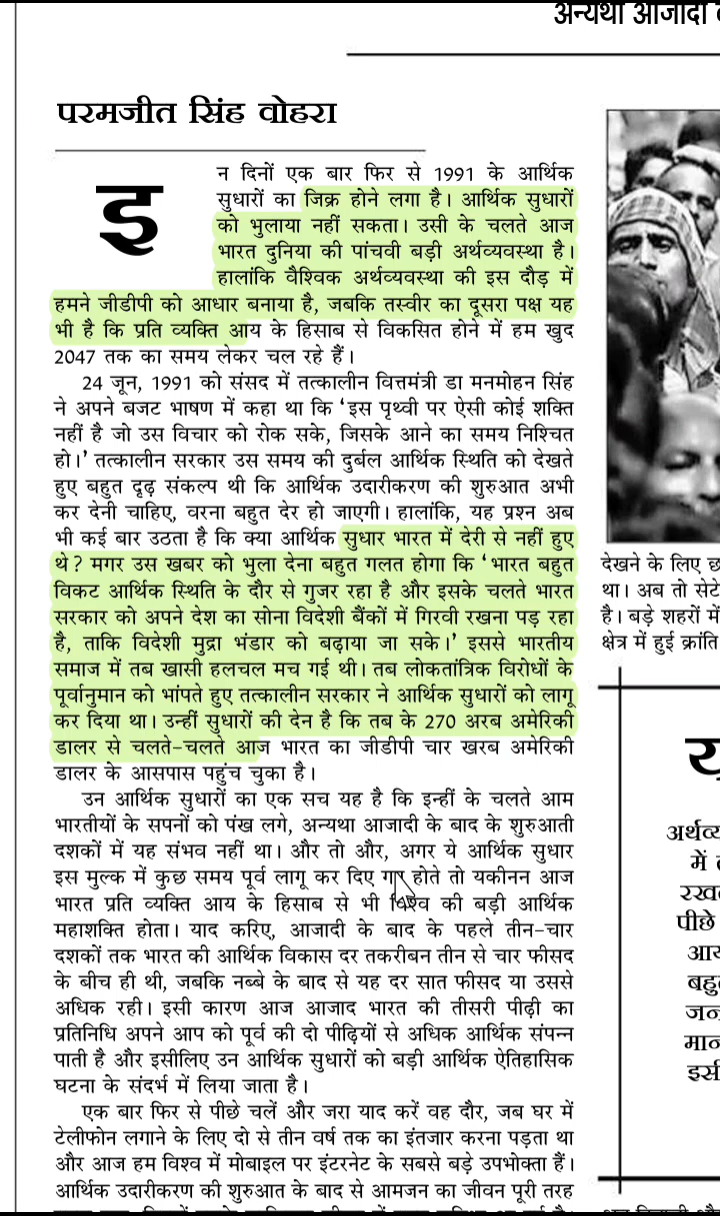 अन्यथा आजादी
परमजीत सिंह वोहरा
इन दिनों एक बार फिर से 1991 के आर्थिक
सुधारों का जिक्र होने लगा है। आर्थिक सुधारों
को भुलाया नहीं सकता। उसी के चलते आज
भारत दुनिया की पांचवी बड़ी अर्थव्यवस्था है।
हालांकि वैश्विक अर्थव्यवस्था की इस दौड़ में
हमने जीडीपी को आधार बनाया है, जबकि तस्वीर का दूसरा पक्ष यह
भी है कि प्रति व्यक्ति आय के हिसाब से विकसित होने में हम खुद
2047 तक का समय लेकर चल रहे हैं।
24 जून, 1991 को संसद में तत्कालीन वित्तमंत्री डा मनमोहन सिंह
ने अपने बजट भाषण में कहा था कि ‘इस पृथ्वी पर ऐसी कोई शक्ति
नहीं है जो उस विचार को रोक सके, जिसके आने का समय निश्चित
हो।’ तत्कालीन सरकार उस समय की दुर्बल आर्थिक स्थिति को देखते
हुए बहुत दृढ़ संकल्प थी कि आर्थिक उदारीकरण की शुरुआत अभी
कर देनी चाहिए, वरना बहुत देर हो जाएगी। हालांकि, यह प्रश्न अब
भी कई बार उठता है कि क्या आर्थिक सुधार भारत में देरी से नहीं हुए
थे? मगर उस खबर को भुला देना बहुत गलत होगा कि ‘भारत बहुत
विकट आर्थिक स्थिति के दौर से गुजर रहा है और इसके चलते भारत
सरकार को अपने देश का सोना विदेशी बैंकों में गिरवी रखना पड़ रहा
है, ताकि विदेशी मुद्रा भंडार को बढ़ाया जा सके।’ इससे भारतीय
समाज में तब खासी हलचल मच गई थी। तब लोकतांत्रिक विरोधों के
पूर्वानुमान को भांपते हुए तत्कालीन सरकार ने आर्थिक सुधारों को लागू
कर दिया था। उन्हीं सुधारों की देन है कि तब के 270 अरब अमेरिकी
डालर से चलते-चलते आज भारत का जीडीपी चार खरब अमेरिकी
डालर के आसपास पहुंच चुका है।
उन आर्थिक सुधारों का एक सच यह है कि इन्हीं के चलते आम
भारतीयों के सपनों को पंख लगे, अन्यथा आजादी के बाद के शुरुआती
दशकों में यह संभव नहीं था। और तो और, अगर ये आर्थिक सुधार
इस मुल्क में कुछ समय पूर्व लागू कर दिए गए होते तो यकीनन आज
भारत प्रति व्यक्ति आय के हिसाब से भी विश्व की बड़ी आर्थिक
महाशक्ति होता। याद करिए, आजादी के बाद के पहले तीन-चार
दशकों तक भारत की आर्थिक विकास दर तकरीबन तीन से चार फीसद
के बीच ही थी, जबकि नब्बे के बाद से यह दर सात फीसद या उससे
अधिक रही। इसी कारण आज आजाद भारत की तीसरी पीढ़ी का
प्रतिनिधि अपने आप को पूर्व की दो पीढ़ियों से अधिक आर्थिक संपन्न
पाती है और इसीलिए उन आर्थिक सुधारों को बड़ी आर्थिक ऐतिहासिक
घटना के संदर्भ में लिया जाता है।
एक बार फिर से पीछे चलें और जरा याद करें वह दौर, जब घर में
टेलीफोन लगाने के लिए दो से तीन वर्ष तक का इंतजार करना पड़ता था
और आज हम विश्व में मोबाइल पर इंटरनेट के सबसे बड़े उपभोक्ता हैं।
आर्थिक उदारीकरण की शुरुआत के बाद से आमजन का जीवन पूरी तरह
देखने के लिए
था। अब तो सेटे
है। बड़े शहरों में
क्षेत्र में हुई क्रांति
अर्थव्य
में
रख
पीछे
आय
बहु
जन
मान
इसी